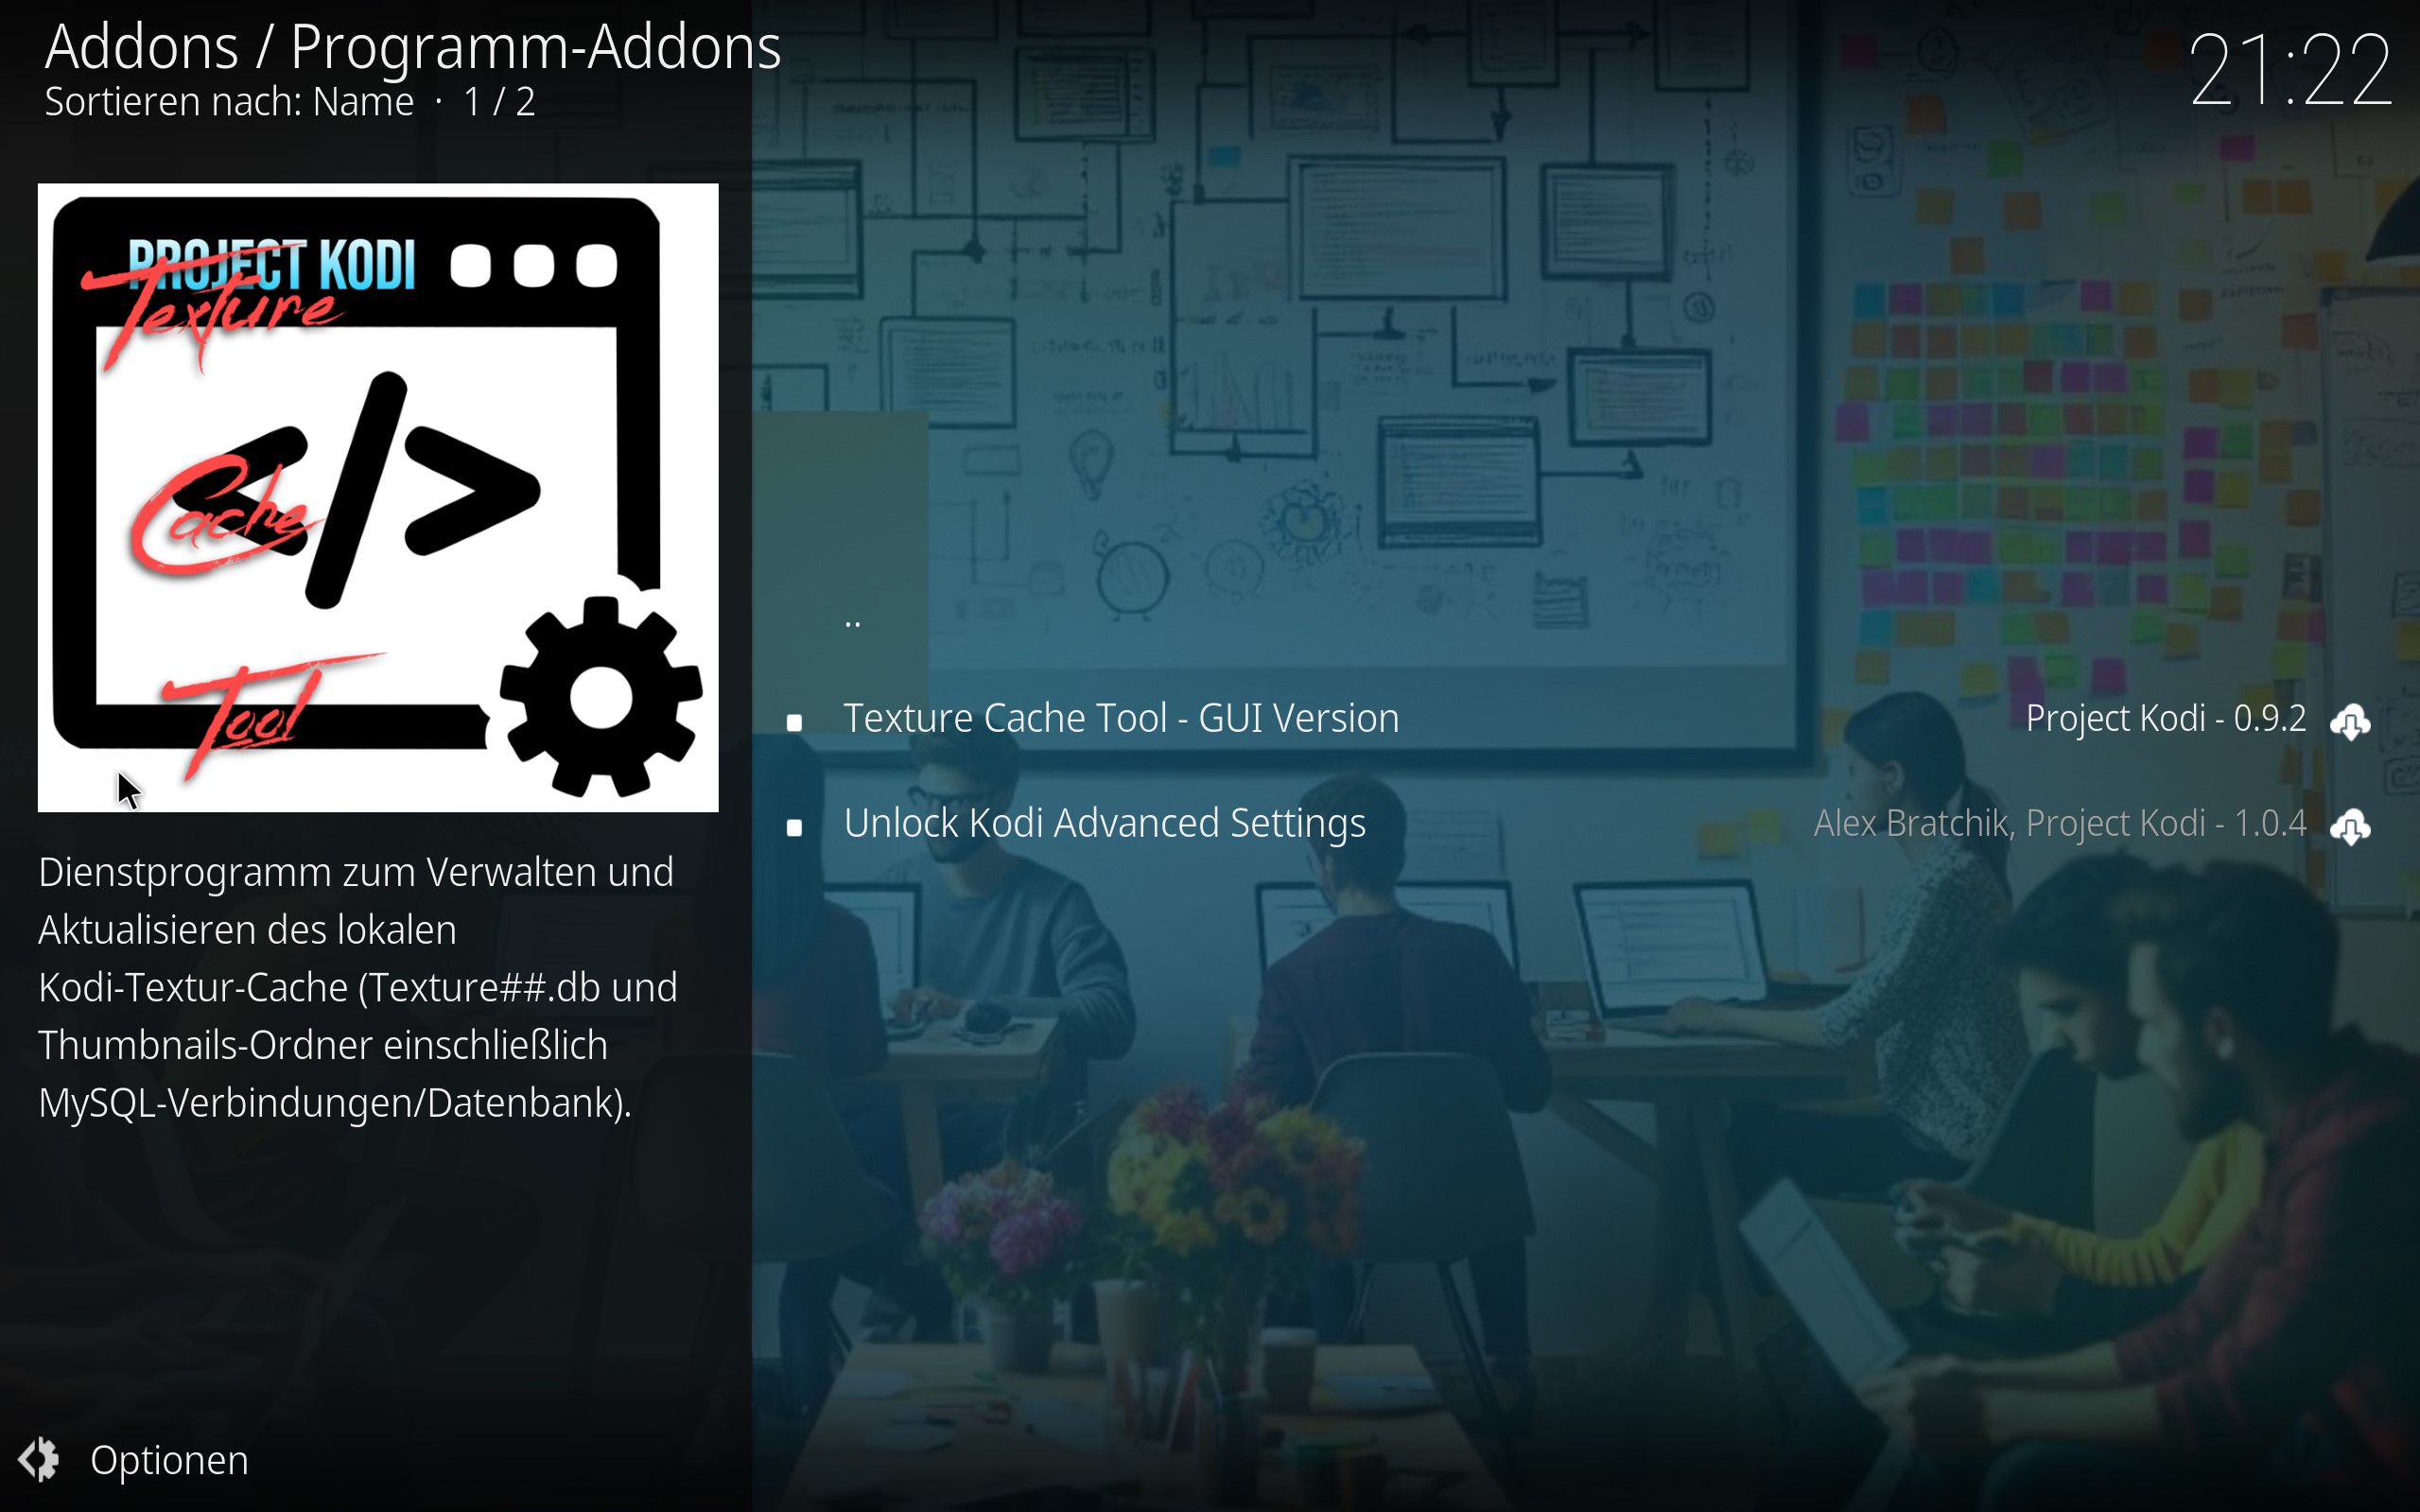 Addons / Programm-Addons
Sortieren nach: Name · 1 / 2
21:22
PROJECT KODI
Texture
Cache
</>
Tool
..
Texture Cache Tool - GUI Version
Project Kodi - 0.9.2
Unlock Kodi Advanced Settings
Alex Bratchik, Project Kodi - 1.0.4
Dienstprogramm zum Verwalten und
Aktualisieren des lokalen
Kodi-Textur-Cache (Texture##.db und
Thumbnails-Ordner einschließlich
MySQL-Verbindungen/Datenbank).
Optionen